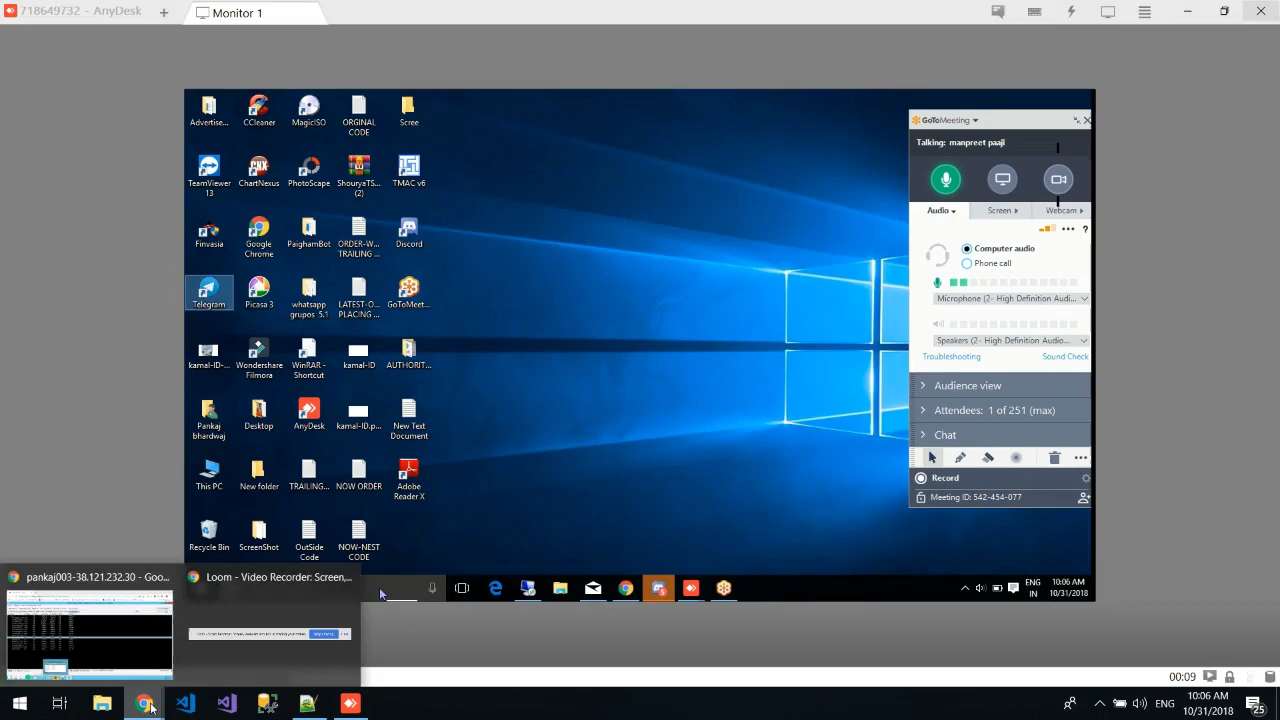 718649732 - AnyDesk
Monitor 1
Advertise...
CCleaner
MagicISO
ORGINAL
CODE
Scree
TeamViewer
13
ChartNexus
PhotoScape
ShouryaTS...
(2)
TMAC v6
Finvasia
Google
Chrome
PaighamBot
ORDER-W...
TRAILING ...
Discord
Telegram
Picasa 3
whatsapp
grupos 5.1
LATEST-O...
PLACING ...
GoToMeet...
kamal-ID-...
Wondershare
Filmora
WinRAR -
Shortcut
kamal-ID
AUTHORIT...
Pankaj
bhardwaj
Desktop
AnyDesk
kamal-ID.p...
New Text
Document
This PC
New folder
TRAILING...
NOW ORDER
Adobe
Reader X
Recycle Bin
ScreenShot
OutSide
Code
NOW-NEST
CODE
GoToMeeting
Talking: manpreet paaji
Audio
Screen
Webcam
?
Computer audio
Phone call
Microphone (2- High Definition Audi...
Speakers (2- High Definition Audio...
Troubleshooting
Sound Check
Audience view
Attendees: 1 of 251 (max)
Chat
Record
Meeting ID: 542-454-077
ENG
IN
10:06 AM
10/31/2018
pankaj003-38.121.232.30 - Goo...
Loom - Video Recorder: Screen,...
00:09
ENG
10:06 AM
10/31/2018
25